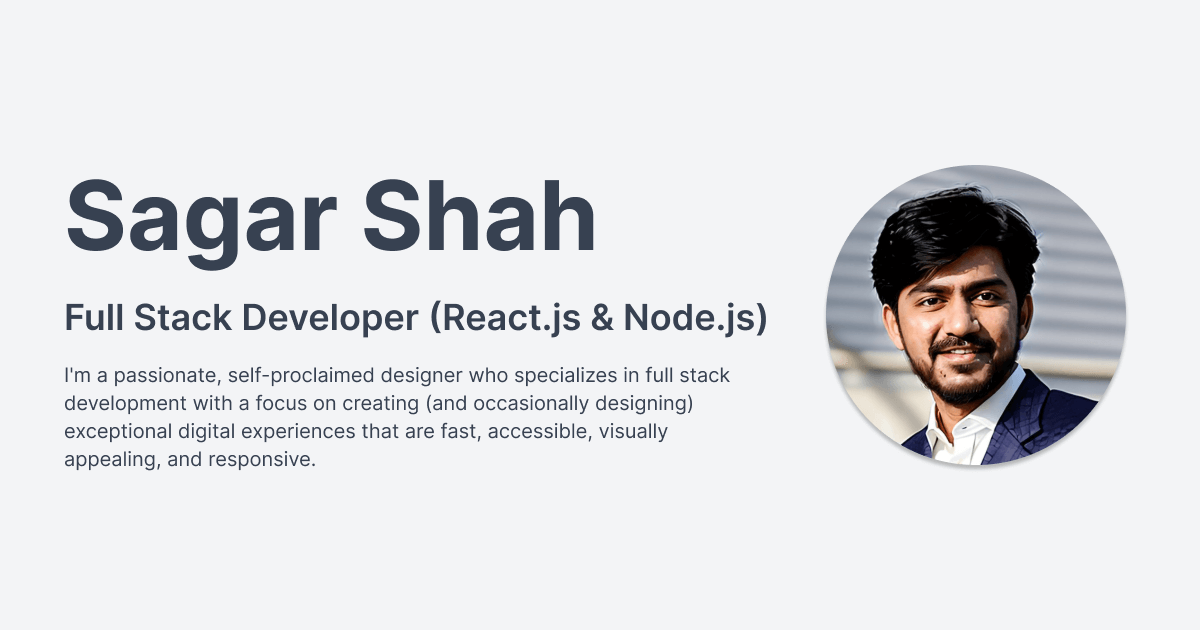 Sagar Shah
Full Stack Developer (React.js & Node.js)
I'm a passionate, self-proclaimed designer who specializes in full stack
development with a focus on creating (and occasionally designing)
exceptional digital experiences that are fast, accessible, visually
appealing, and responsive.